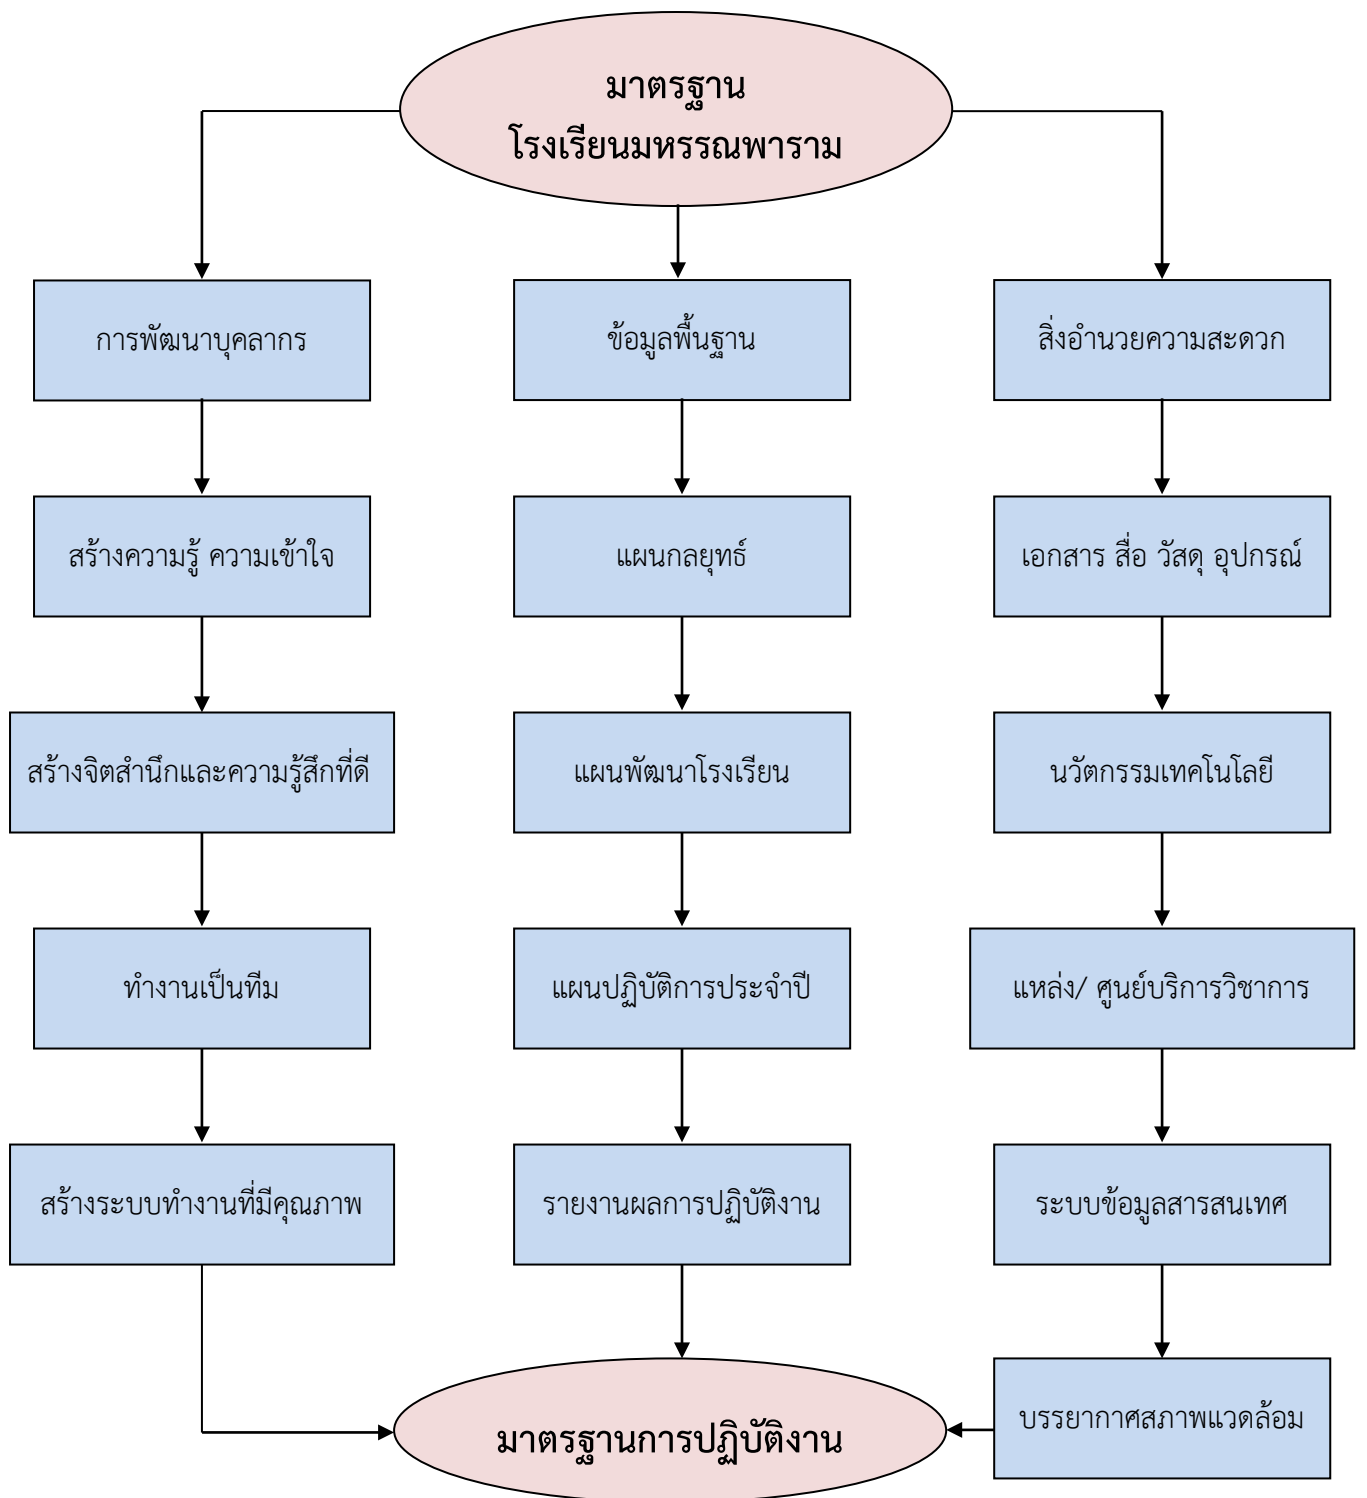 มาตรฐาน
โรงเรียนมหรรณพาราม
การพัฒนาบุคลากร
ข้อมูลพื้นฐาน
สิ่งอำนวยความสะดวก
สร้างความรู้ ความเข้าใจ
แผนกลยุทธ์
เอกสาร สื่อ วัสดุ อุปกรณ์
สร้างจิตสำนึกและความรู้สึกที่ดี
แผนพัฒนาโรงเรียน
นวัตกรรมเทคโนโลยี
ทำงานเป็นทีม
แผนปฏิบัติการประจำปี
แหล่ง/ ศูนย์บริการวิชาการ
สร้างระบบทำงานที่มีคุณภาพ
รายงานผลการปฏิบัติงาน
ระบบข้อมูลสารสนเทศ
บรรยากาศสภาพแวดล้อม
มาตรฐานการปฏิบัติงาน